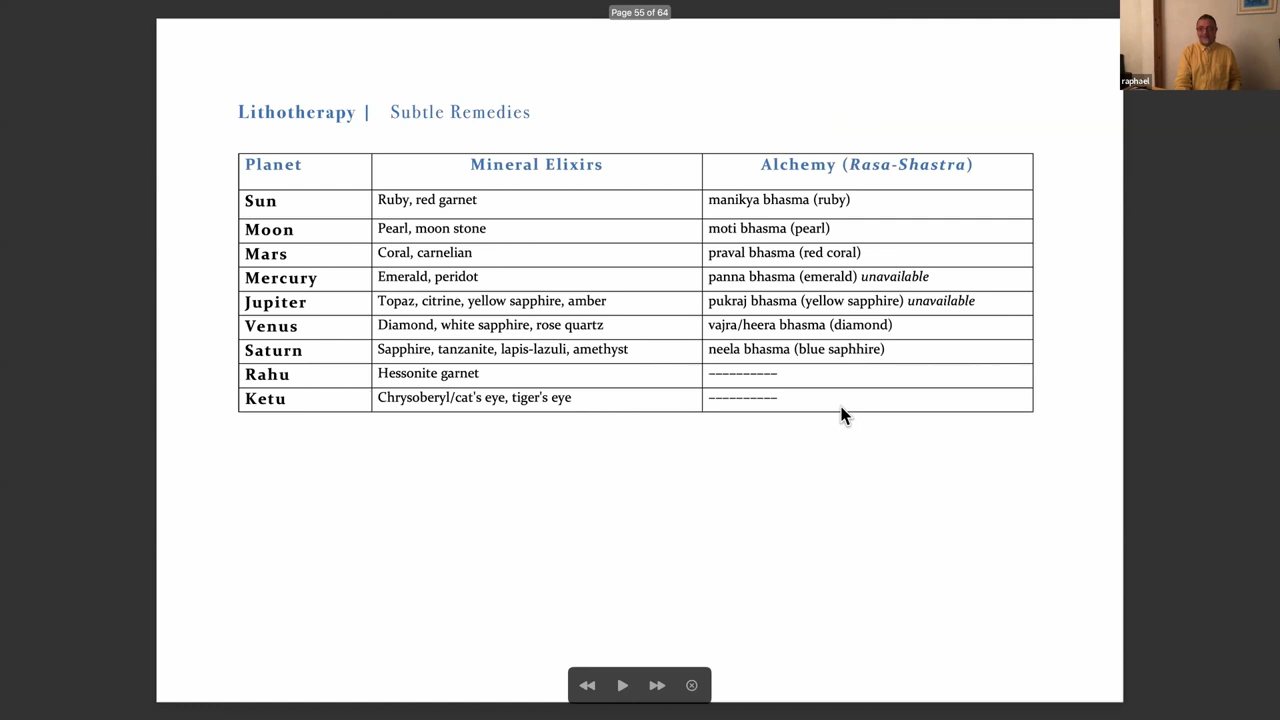 Page 55 of 64
raphael
Lithotherapy | Subtle Remedies
Planet Mineral Elixirs Alchemy (Rasa-Shastra)
Sun Ruby, red garnet manikya bhasma (ruby)
Moon Pearl, moon stone moti bhasma (pearl)
Mars Coral, carnelian praval bhasma (red coral)
Mercury Emerald, peridot panna bhasma (emerald) unavailable
Jupiter Topaz, citrine, yellow sapphire, amber pukraj bhasma (yellow sapphire) unavailable
Venus Diamond, white sapphire, rose quartz vajra/heera bhasma (diamond)
Saturn Sapphire, tanzanite, lapis-lazuli, amethyst neela bhasma (blue saphhire)
Rahu Hessonite garnet ––––––––––
Ketu Chrysoberyl/cat's eye, tiger's eye ––––––––––